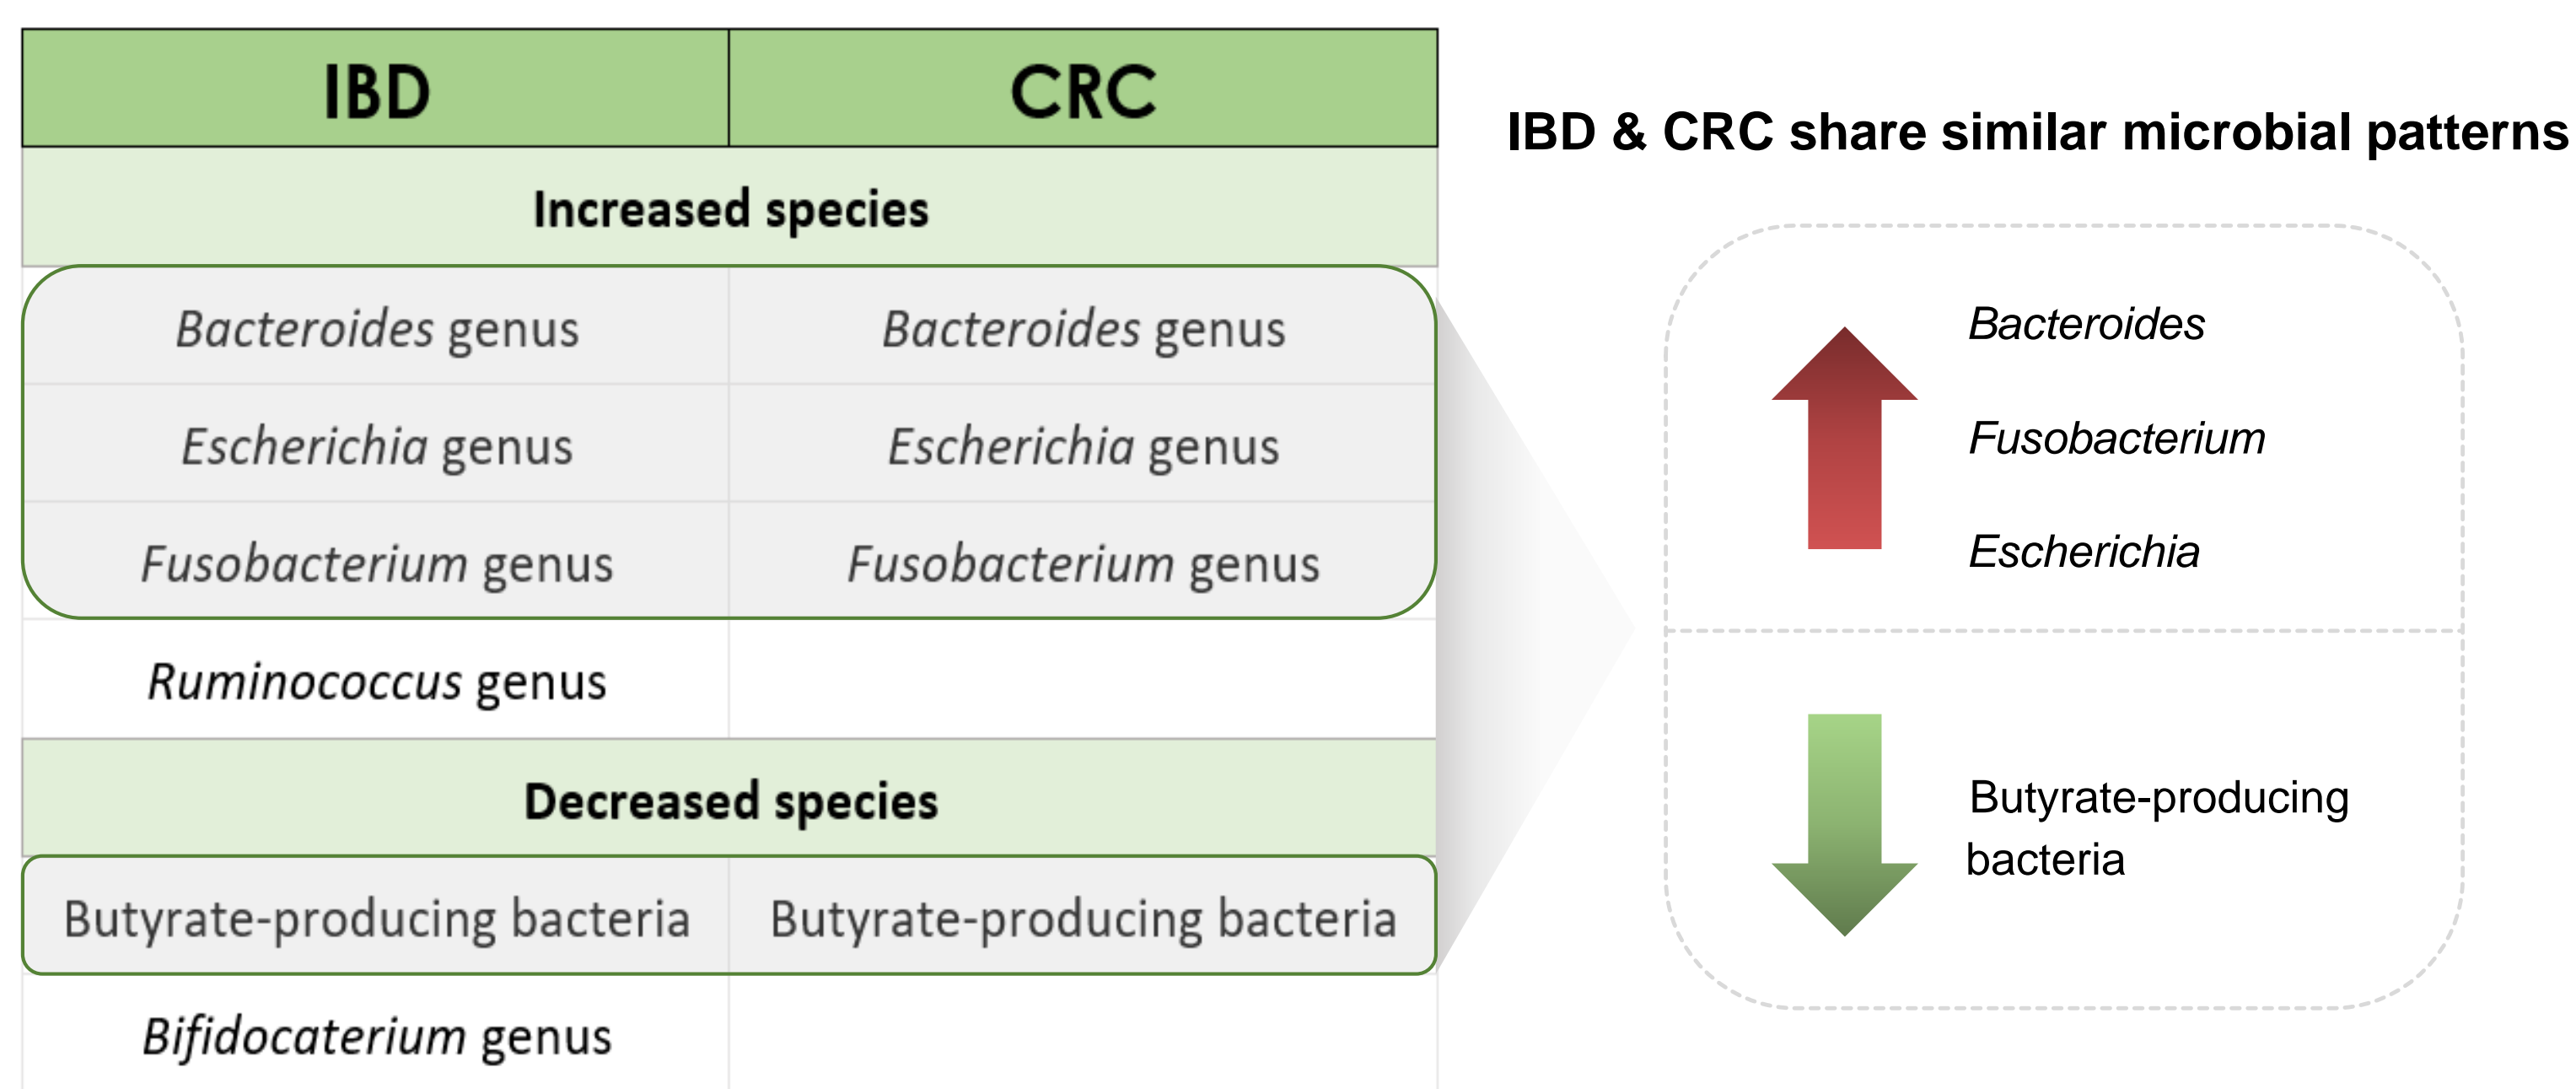 IBD CRC
Increased species
Bacteroides genus Bacteroides genus
Escherichia genus Escherichia genus
Fusobacterium genus Fusobacterium genus
Ruminococcus genus
Decreased species
Butyrate-producing bacteria Butyrate-producing bacteria
Bifidocaterium genus
IBD & CRC share similar microbial patterns
Bacteroides
Fusobacterium
Escherichia
Butyrate-producing
bacteria